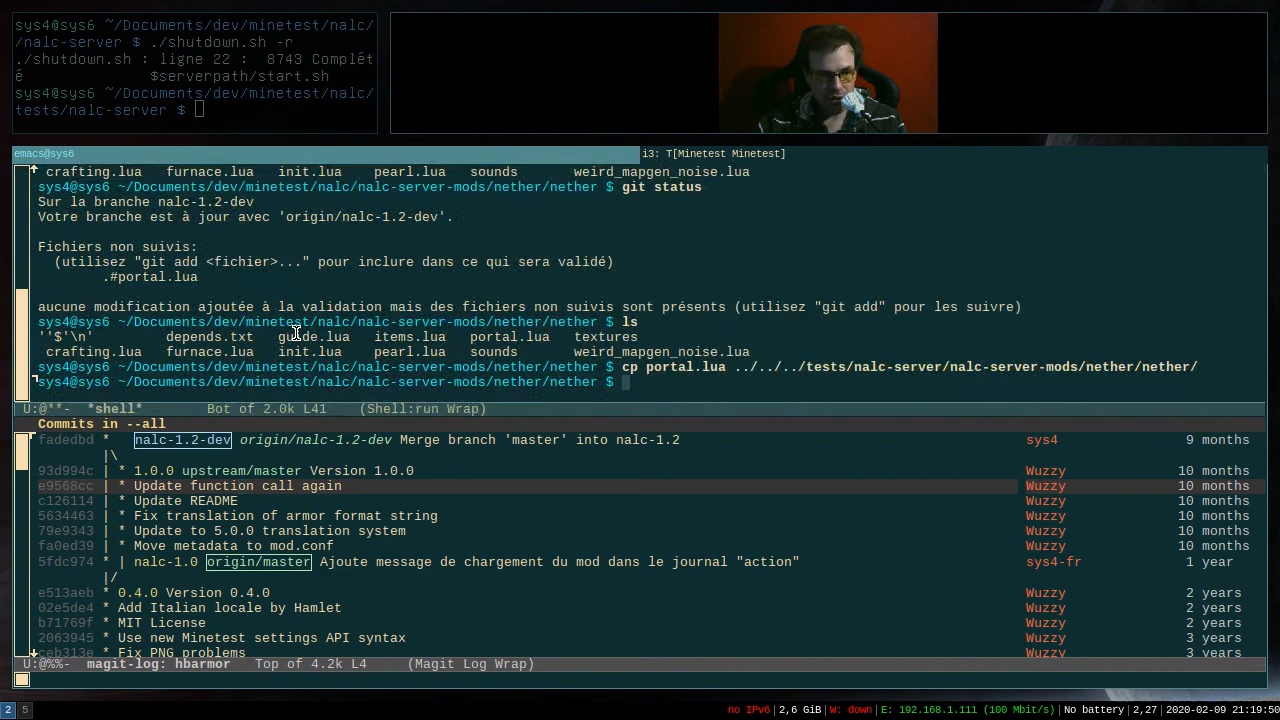 sys4@sys6 ~/Documents/dev/minetest/nalc/
/nalc-server $ ./shutdown.sh -r
./shutdown.sh : ligne 22 :  8743 Complét
é              $serverpath/start.sh
sys4@sys6 ~/Documents/dev/minetest/nalc/
tests/nalc-server $
emacs@sys6
i3: T[Minetest Minetest]
crafting.lua   furnace.lua   init.lua    pearl.lua   sounds       weird_mapgen_noise.lua
sys4@sys6 ~/Documents/dev/minetest/nalc/nalc-server-mods/nether/nether $ git status
Sur la branche nalc-1.2-dev
Votre branche est à jour avec 'origin/nalc-1.2-dev'.
Fichiers non suivis:
(utilisez "git add <fichier>..." pour inclure dans ce qui sera validé)
.#portal.lua
aucune modification ajoutée à la validation mais des fichiers non suivis sont présents (utilisez "git add" pour les suivre)
sys4@sys6 ~/Documents/dev/minetest/nalc/nalc-server-mods/nether/nether $ ls
''$'\n'         depends.txt   guide.lua   items.lua   portal.lua   textures
crafting.lua   furnace.lua   init.lua    pearl.lua   sounds       weird_mapgen_noise.lua
sys4@sys6 ~/Documents/dev/minetest/nalc/nalc-server-mods/nether/nether $ cp portal.lua ../../../tests/nalc-server/nalc-server-mods/nether/nether/
sys4@sys6 ~/Documents/dev/minetest/nalc/nalc-server-mods/nether/nether $
U:@**-  *shell*        Bot of 2.0k L41    (Shell:run Wrap)
Commits in --all
fadedbd *   nalc-1.2-dev origin/nalc-1.2-dev Merge branch 'master' into nalc-1.2 sys4 9 months
|\
93d994c | * 1.0.0 upstream/master Version 1.0.0 Wuzzy 10 months
e9568cc | * Update function call again Wuzzy 10 months
c126114 | * Update README Wuzzy 10 months
5634463 | * Fix translation of armor format string Wuzzy 10 months
79e9343 | * Update to 5.0.0 translation system Wuzzy 10 months
fa0ed39 | * Move metadata to mod.conf Wuzzy 10 months
5fdc974 * | nalc-1.0 origin/master Ajoute message de chargement du mod dans le journal "action" sys4-fr 1 year
|/
e513aeb * 0.4.0 Version 0.4.0 Wuzzy 2 years
02e5de4 * Add Italian locale by Hamlet Wuzzy 2 years
b71769f * MIT License Wuzzy 2 years
2063945 * Use new Minetest settings API syntax Wuzzy 3 years
ceb313e * Fix PNG problems Wuzzy 3 years
U:@%%-  magit-log: hbarmor   Top of 4.2k L4     (Magit Log Wrap)
2 5 no IPv6|2,6 GiB|W: down|E: 192.168.1.111 (100 Mbit/s)|No battery|2,27|2020-02-09 21:19:50